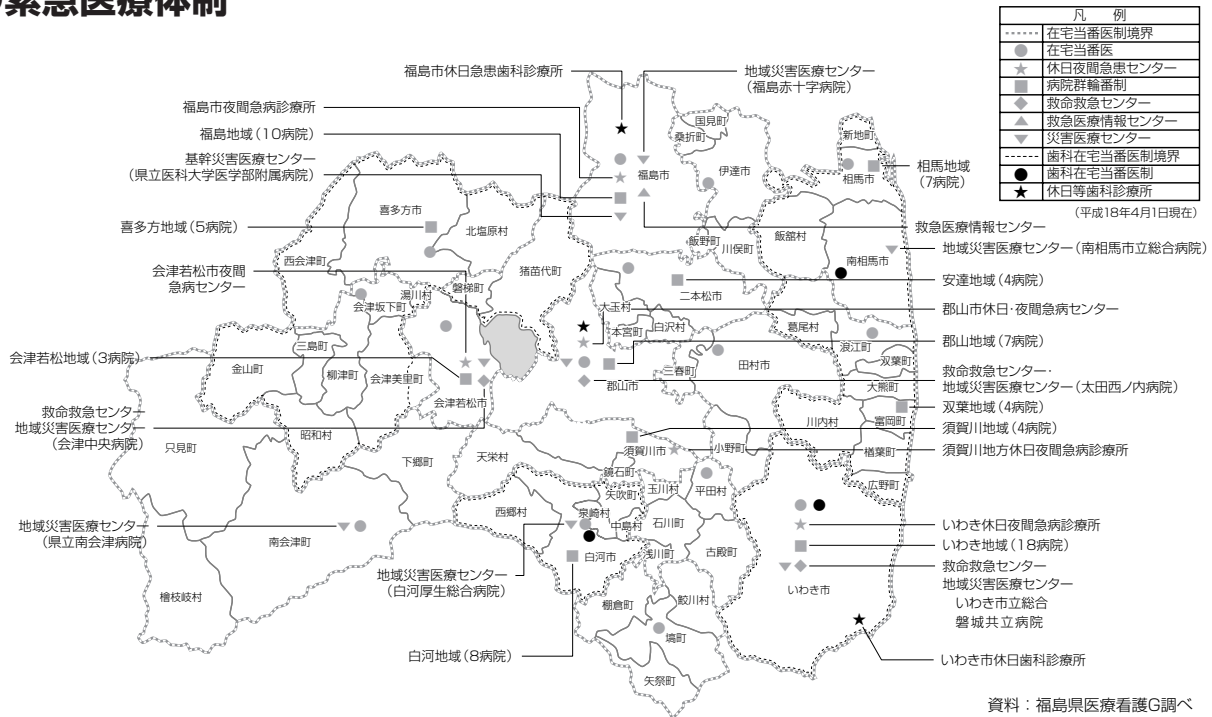 緊急医療体制
凡 例
在宅当番医制境界
在宅当番医
休日夜間急患センター
病院群輪番制
救命救急センター
救急医療情報センター
災害医療センター
歯科在宅当番医制境界
歯科在宅当番医制
休日等歯科診療所
(平成18年4月1日現在)
福島市休日急患歯科診療所
地域災害医療センター
(福島赤十字病院)
福島市夜間急病診療所
福島地域(10病院)
基幹災害医療センター
(県立医科大学医学部附属病院)
喜多方地域(5病院)
会津若松市夜間
急病センター
会津若松地域(3病院)
救命救急センター
地域災害医療センター
(会津中央病院)
地域災害医療センター
(県立南会津病院)
地域災害医療センター
(白河厚生総合病院)
白河地域(8病院)
相馬地域
(7病院)
救急医療情報センター
地域災害医療センター(南相馬市立総合病院)
安達地域(4病院)
郡山市休日・夜間急病センター
郡山地域(7病院)
救命救急センター・
地域災害医療センター(太田西ノ内病院)
双葉地域(4病院)
須賀川地域(4病院)
須賀川地方休日夜間急病診療所
いわき休日夜間急病診療所
いわき地域(18病院)
救命救急センター
地域災害医療センター
いわき市立総合
磐城共立病院
いわき市休日歯科診療所
国見町
桑折町
新地町
福島市
伊達市
相馬市
喜多方市
北塩原村
飯野町
川俣町
飯舘村
南相馬市
西会津町
猪苗代町
磐梯町
湯川村
会津坂下町
二本松市
大玉村
本宮町
白沢村
葛尾村
浪江町
三島町
金山町
柳津町
会津美里町
会津若松市
郡山市
三春町
田村市
双葉町
大熊町
川内村
富岡町
楢葉町
広野町
只見町
昭和村
下郷町
天栄村
須賀川市
小野町
鏡石町
玉川村
平田村
矢吹町
西郷村
泉崎村
中島村
石川町
白河市
浅川町
古殿町
いわき市
南会津町
檜枝岐村
棚倉町
鮫川村
塙町
矢祭町
資料：福島県医療看護G調べ